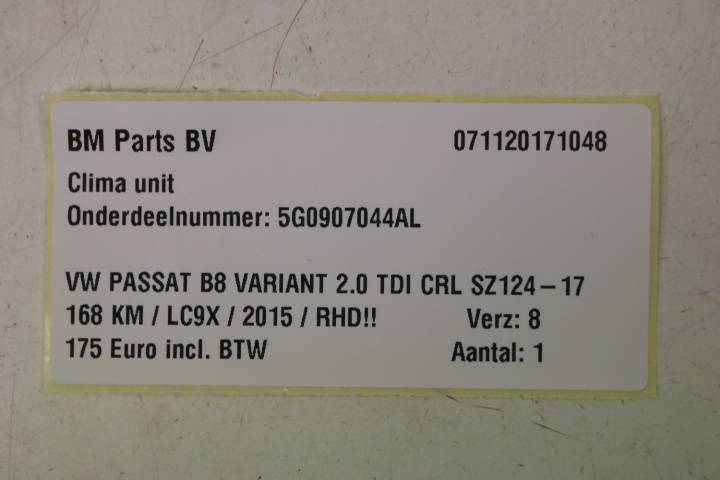 BM Parts BV 071120171048
Clima unit
Onderdeelnummer: 5G0907044AL
VW PASSAT B8 VARIANT 2.0 TDI CRL SZ124-17
168 KM / LC9X / 2015 / RHD!! Verz: 8
175 Euro incl. BTW Aantal: 1